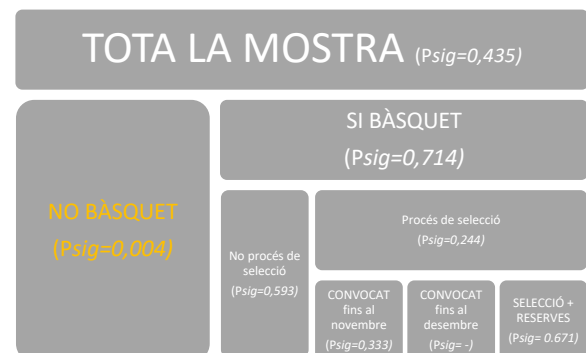 TOTA LA MOSTRA (Psig=0,435)
SI BÀSQUET
(Psig=0,714)
NO BÀSQUET
(Psig=0,004)
No procés de
selecció
(Psig=0,593)
Procés de selecció
(Psig=0,244)
CONVOCAT
fins al
novembre
(Psig=0,333)
CONVOCAT
fins al
desembre
(Psig= -)
SELECCIÓ +
RESERVES
(Psig= 0.671)